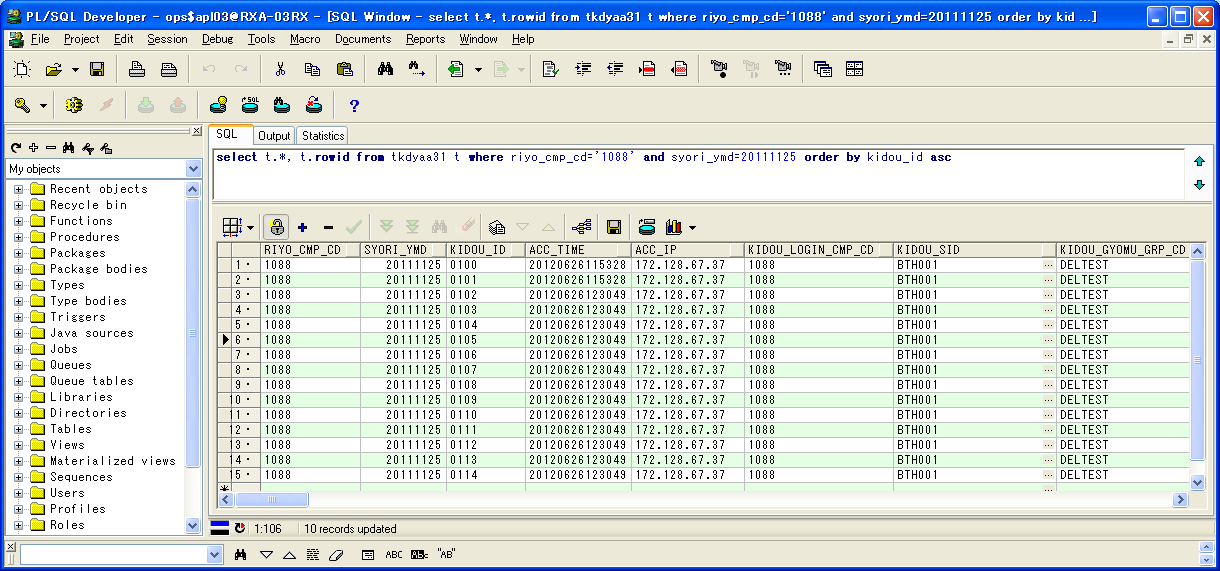 PL/SQL Developer - ops$apl03@RXA-03RX - [SQL Window - select t.*, t.rowid from tkdyaa31 t where riyo_cmp_cd='1088' and syori_ymd=20111125 order by kid ...]
File Project Edit Session Debug Tools Macro Documents Reports Window Help
SQL Output Statistics
select t.*, t.rowid from tkdyaa31 t where riyo_cmp_cd='1088' and syori_ymd=20111125 order by kidou_id asc
My objects
Recent objects
Recycle bin
Functions
Procedures
Packages
Package bodies
Types
Type bodies
Triggers
Java sources
Jobs
Queues
Queue tables
Libraries
Directories
Tables
Views
Materialized views
Sequences
Users
Profiles
Roles
RIYO_CMP_CD SYORI_YMD KIDOU_ID ACC_TIME ACC_IP KIDOU_LOGIN_CMP_CD KIDOU_SID KIDOU_GYOMU_GRP_CD
1 1088 20111125 0100 20120626115328 172.128.67.37 1088 BTH001 ... DELTEST
2 1088 20111125 0101 20120626115328 172.128.67.37 1088 BTH001 ... DELTEST
3 1088 20111125 0102 20120626123049 172.128.67.37 1088 BTH001 ... DELTEST
4 1088 20111125 0103 20120626123049 172.128.67.37 1088 BTH001 ... DELTEST
5 1088 20111125 0104 20120626123049 172.128.67.37 1088 BTH001 ... DELTEST
6 1088 20111125 0105 20120626123049 172.128.67.37 1088 BTH001 ... DELTEST
7 1088 20111125 0106 20120626123049 172.128.67.37 1088 BTH001 ... DELTEST
8 1088 20111125 0107 20120626123049 172.128.67.37 1088 BTH001 ... DELTEST
9 1088 20111125 0108 20120626123049 172.128.67.37 1088 BTH001 ... DELTEST
10 1088 20111125 0109 20120626123049 172.128.67.37 1088 BTH001 ... DELTEST
11 1088 20111125 0110 20120626123049 172.128.67.37 1088 BTH001 ... DELTEST
12 1088 20111125 0111 20120626123049 172.128.67.37 1088 BTH001 ... DELTEST
13 1088 20111125 0112 20120626123049 172.128.67.37 1088 BTH001 ... DELTEST
14 1088 20111125 0113 20120626123049 172.128.67.37 1088 BTH001 ... DELTEST
15 1088 20111125 0114 20120626123049 172.128.67.37 1088 BTH001 ... DELTEST
1:106 10 records updated
ABC "AB"